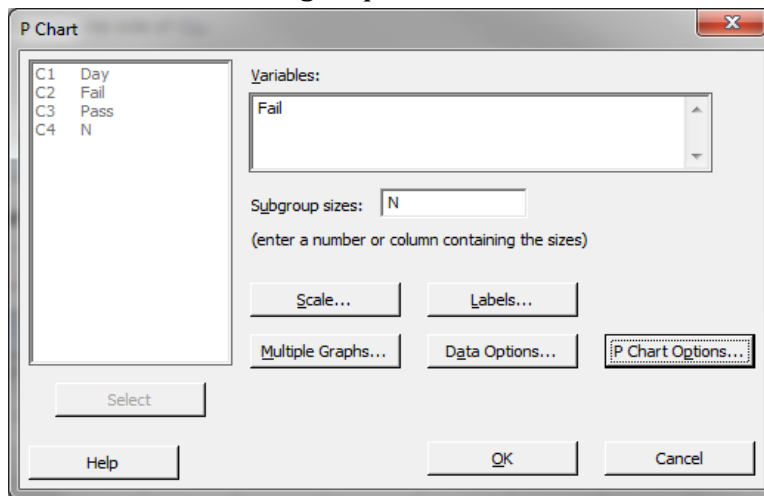 P Chart
C1 Day
C2 Fail
C3 Pass
C4 N
Variables:
Fail
Subgroup sizes: N
(enter a number or column containing the sizes)
Scale... Labels...
Multiple Graphs... Data Options... P Chart Options...
Select
Help OK Cancel